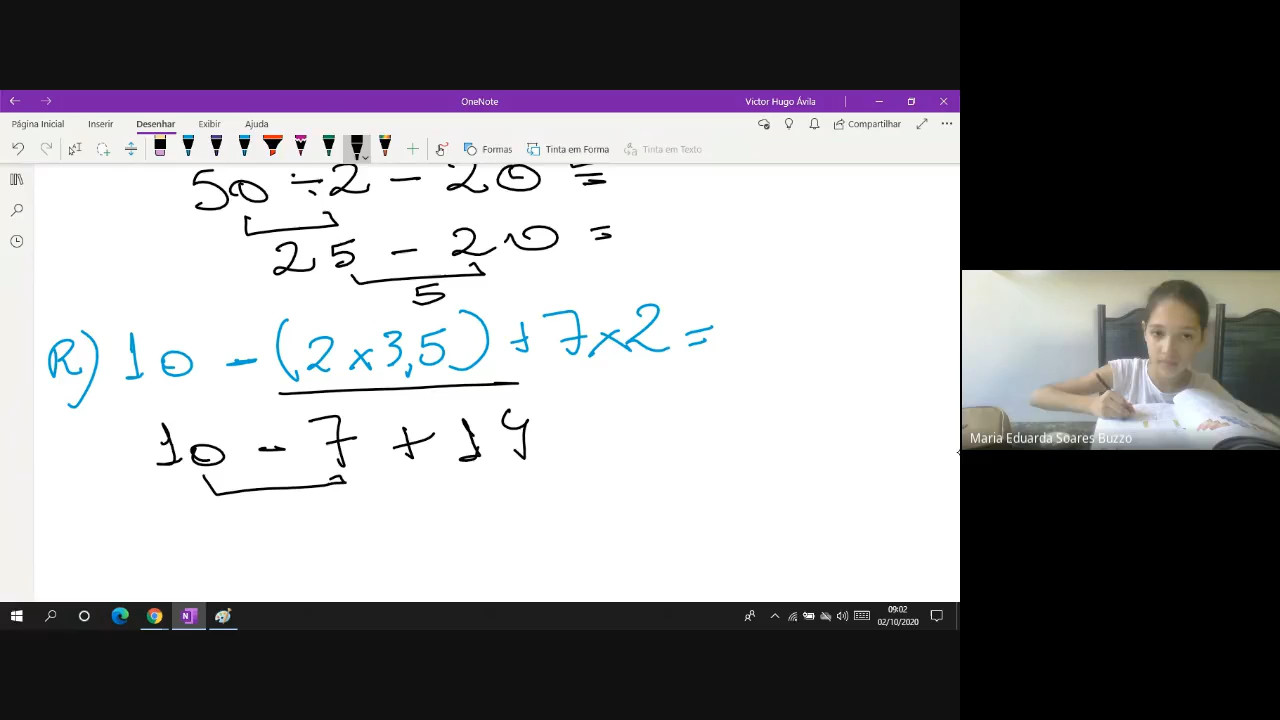 OneNote
Victor Hugo Ávila
Página Inicial Inserir Desenhar Exibir Ajuda
Compartilhar
Formas Tinta em Forma Tinta em Texto
50 ÷ 2 - 20 =
25 - 20 =
5
R) 10 - (2 x 3,5) + 7 x 2 =
10 - 7 + 14
Maria Eduarda Soares Buzzo
09:02
02/10/2020